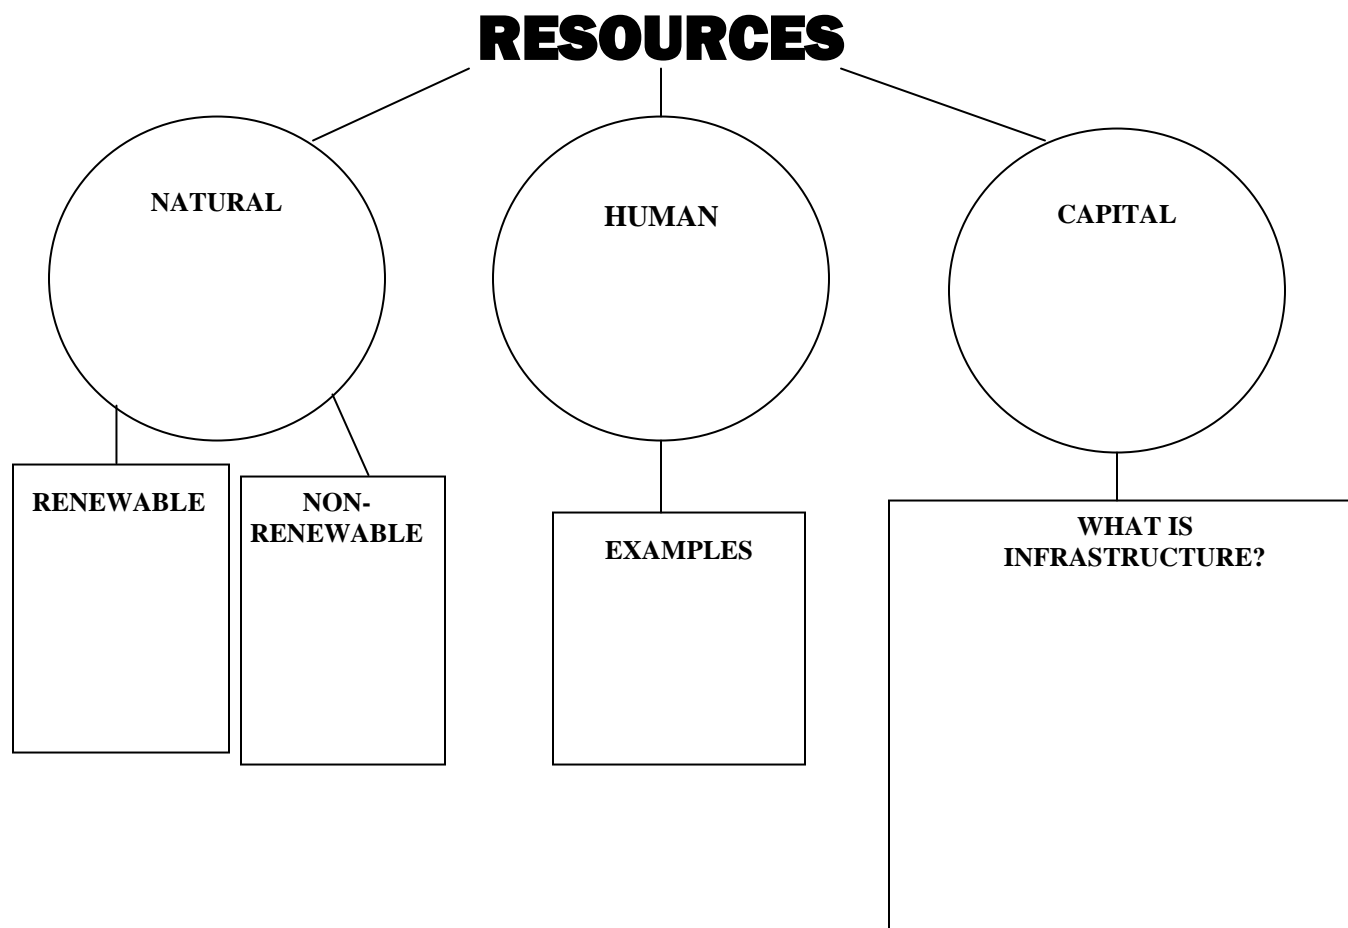 RESOURCES
NATURAL
HUMAN
CAPITAL
RENEWABLE
NON-
RENEWABLE
EXAMPLES
WHAT IS
INFRASTRUCTURE?